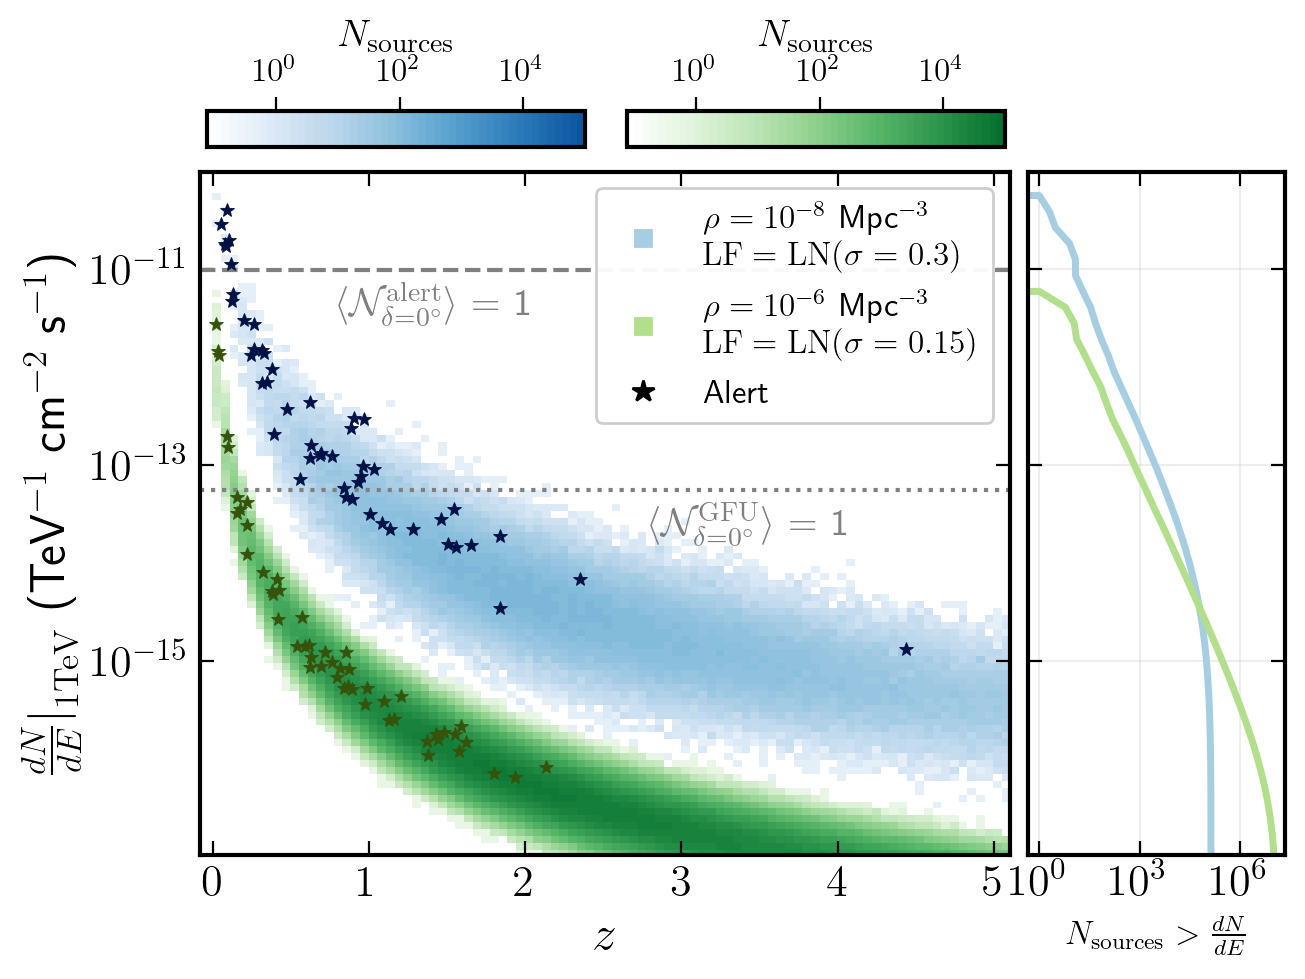 N_sources N_sources
10^0 10^2 10^4 10^0 10^2 10^4
ρ = 10^−8 Mpc^−3
LF = LN(σ = 0.3)
ρ = 10^−6 Mpc^−3
LF = LN(σ = 0.15)
Alert
⟨𝒩^alert_δ=0°⟩ = 1
⟨𝒩^GFU_δ=0°⟩ = 1
dN/dE|_1TeV (TeV^−1 cm^−2 s^−1)
10^−11
10^−13
10^−15
0 1 2 3 4 5
z
10^0 10^3 10^6
N_sources > dN/dE